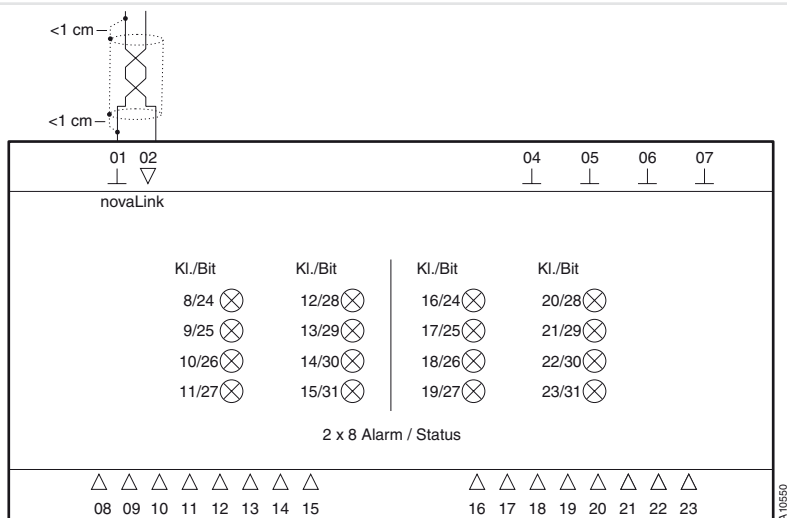 <1 cm
<1 cm
01 02 04 05 06 07
novaLink
Kl./Bit Kl./Bit Kl./Bit Kl./Bit
8/24 12/28 16/24 20/28
9/25 13/29 17/25 21/29
10/26 14/30 18/26 22/30
11/27 15/31 19/27 23/31
2 x 8 Alarm / Status
08 09 10 11 12 13 14 15 16 17 18 19 20 21 22 23
A10550